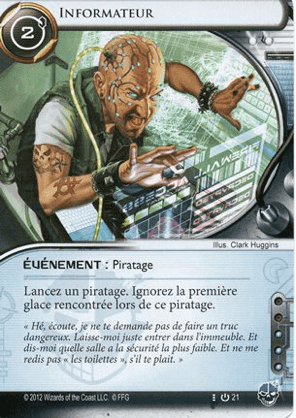 INFORMATEUR
2
Illus. Clark Huggins
ÉVÉNEMENT : Piratage
Lancez un piratage. Ignorez la première
glace rencontrée lors de ce piratage.
« Hé, écoute, je ne te demande pas de faire un truc
dangereux. Laisse-moi juste entrer dans l'immeuble. Et
dis-moi quelle salle a la sécurité la plus faible. Et ne me
redis pas « les toilettes », s'il te plait. »
© 2012 Wizards of the Coast LLC. © FFG
21